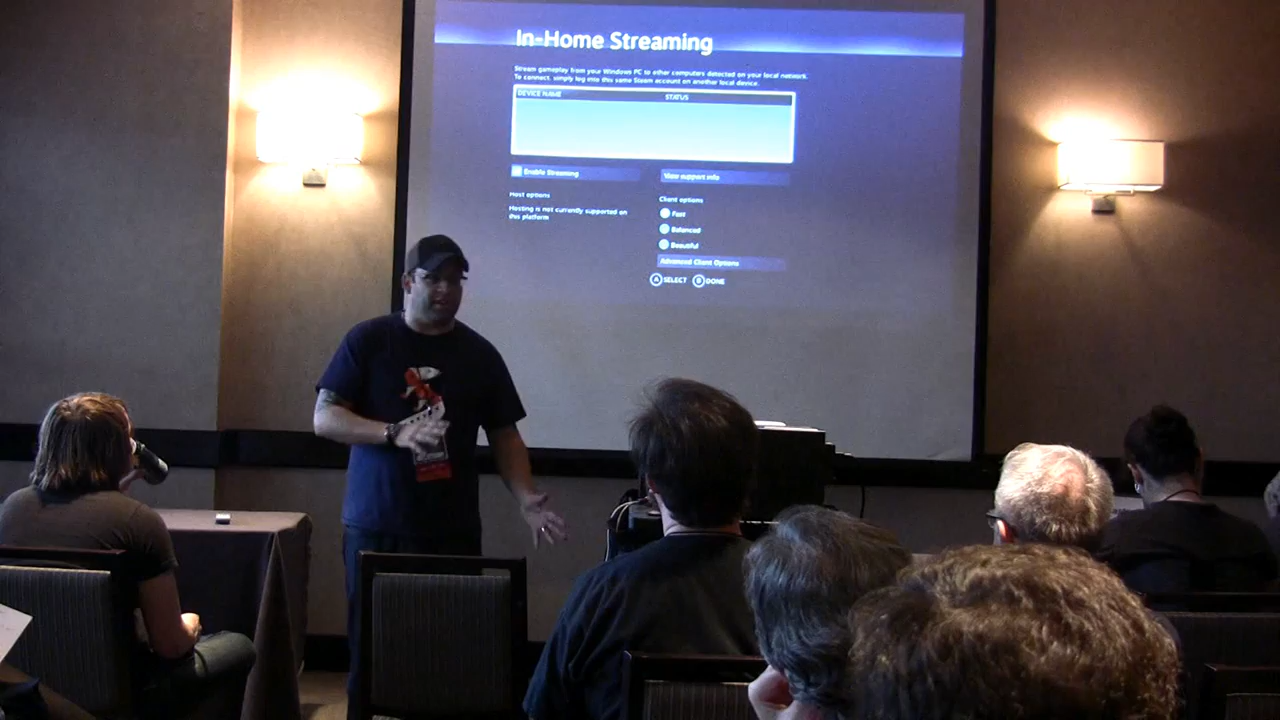 In-Home Streaming
Stream gameplay from your Windows PC to other computers detected on your local network.
To connect, simply log into this same Steam account on another local device.
DEVICE NAME STATUS
Enable Streaming View support info
Host options Client options
Hosting is not currently supported on
this platform
Fast
Balanced
Beautiful
Advanced Client Options
A SELECT B DONE